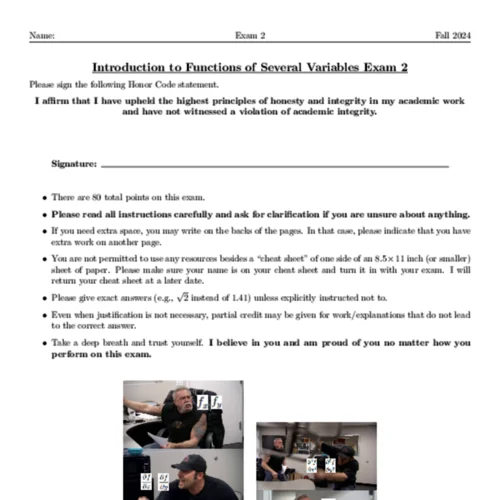 Name: Exam 2 Fall 2024
Introduction to Functions of Several Variables Exam 2
Please sign the following Honor Code statement.
I affirm that I have upheld the highest principles of honesty and integrity in my academic work
and have not witnessed a violation of academic integrity.
Signature:
• There are 80 total points on this exam.
• Please read all instructions carefully and ask for clarification if you are unsure about anything.
• If you need extra space, you may write on the backs of the pages. In that case, please indicate that you have
extra work on another page.
• You are not permitted to use any resources besides a “cheat sheet” of one side of an 8.5×11 inch (or smaller)
sheet of paper. Please make sure your name is on your cheat sheet and turn it in with your exam. I will
return your cheat sheet at a later date.
• Please give exact answers (e.g., √2 instead of 1.41) unless explicitly instructed not to.
• Even when justification is not necessary, partial credit may be given for work/explanations that do not lead
to the correct answer.
• Take a deep breath and trust yourself. I believe in you and am proud of you no matter how you
perform on this exam.
f_x f_y
∂f/∂x ∂f/∂y